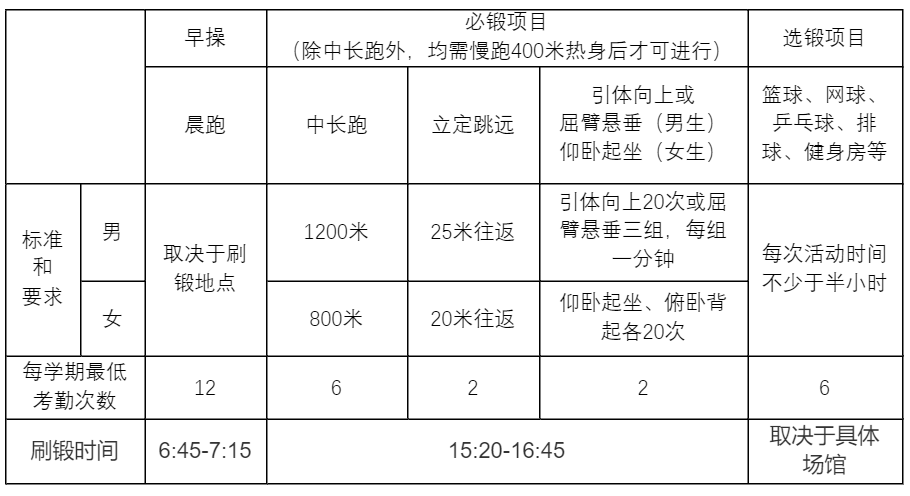 早操
必锻项目
（除中长跑外，均需慢跑400米热身后才可进行）
选锻项目
晨跑
中长跑
立定跳远
引体向上或
屈臂悬垂（男生）
仰卧起坐（女生）
篮球、网球、
乒乓球、排
球、健身房等
标准
和
要求
男
取决于刷
锻地点
1200米
25米往返
引体向上20次或屈
臂悬垂三组，每组
一分钟
每次活动时间
不少于半小时
女
800米
20米往返
仰卧起坐、俯卧背
起各20次
每学期最低
考勤次数
12
6
2
2
6
刷锻时间
6:45-7:15
15:20-16:45
取决于具体
场馆